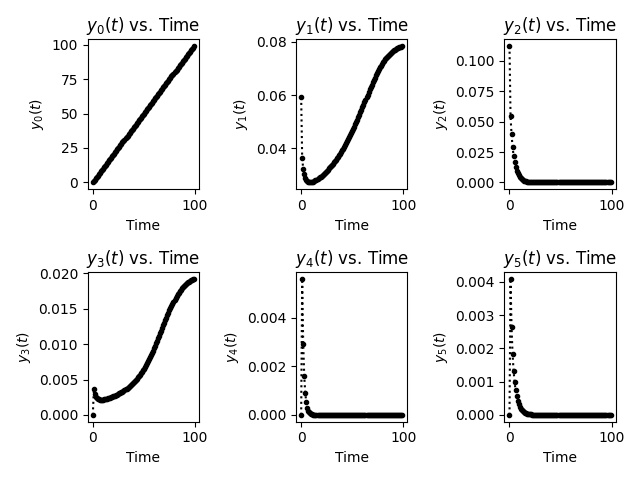 y₀(t) vs. Time
y₁(t) vs. Time
y₂(t) vs. Time
y₀(t)
100
75
50
25
0
0
100
Time
y₁(t)
0.08
0.06
0.04
0
100
Time
y₂(t)
0.100
0.075
0.050
0.025
0.000
0
100
Time
y₃(t) vs. Time
y₄(t) vs. Time
y₅(t) vs. Time
y₃(t)
0.020
0.015
0.010
0.005
0.000
0
100
Time
y₄(t)
0.004
0.002
0.000
0
100
Time
y₅(t)
0.004
0.003
0.002
0.001
0.000
0
100
Time